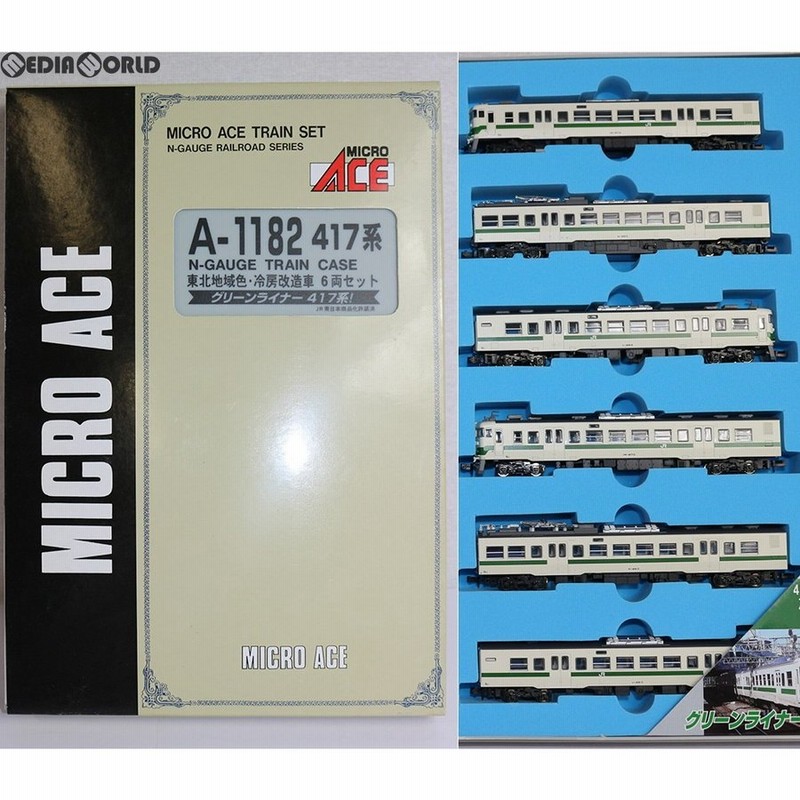 MEDIA WORLD
MICRO ACE TRAIN SET
N-GAUGE RAILROAD SERIES
MICRO
ACE
A-1182 417系
N-GAUGE TRAIN CASE
東北地域色・冷房改造車 6両セット
グリーンライナー 417系!
JR東日本商品化許諾済
MICRO ACE
MICRO ACE
4
グリーンライナー